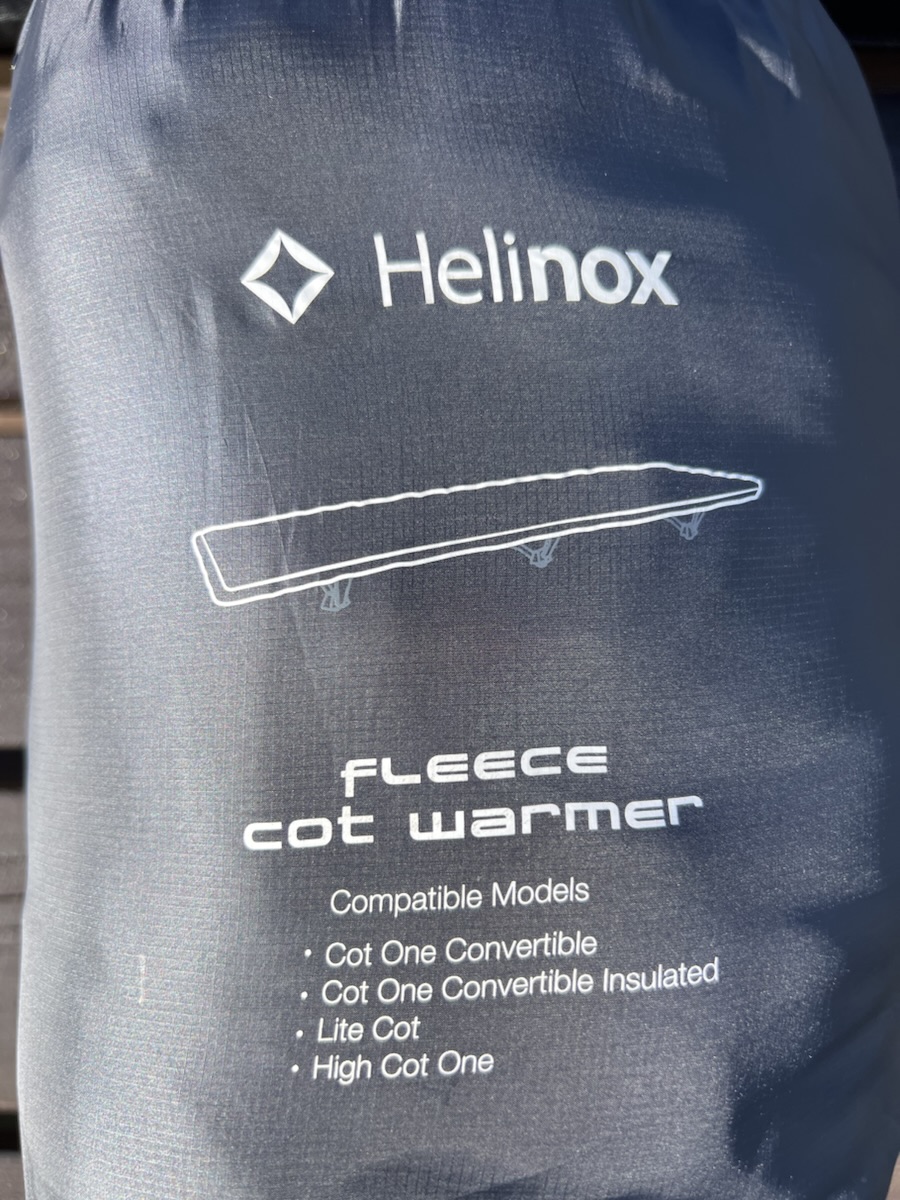 Helinox
FLEECE
cot warmer
Compatible Models
• Cot One Convertible
• Cot One Convertible Insulated
• Lite Cot
• High Cot One